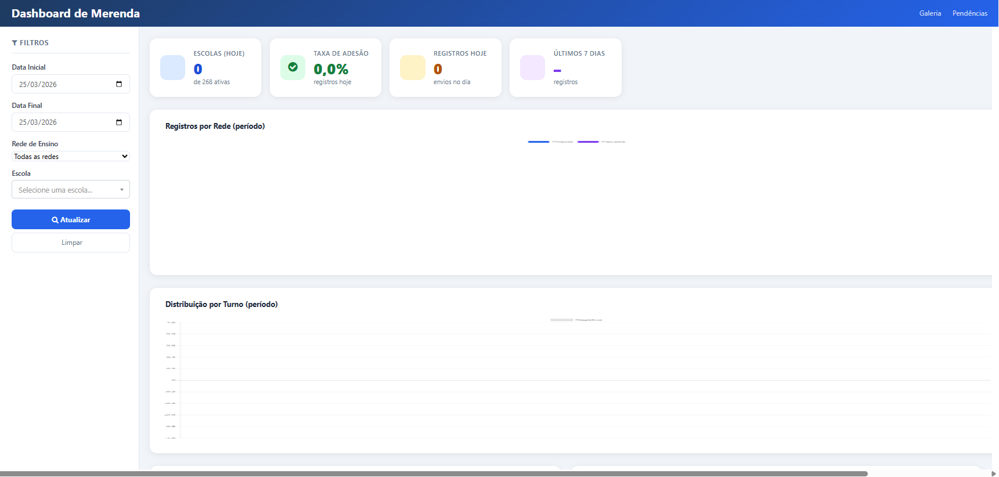 Dashboard de Merenda
Galeria
Pendências
FILTROS
Data Inicial
25/03/2026
Data Final
25/03/2026
Rede de Ensino
Todas as redes
Escola
Selecione uma escola...
Atualizar
Limpar
ESCOLAS (HOJE)
0
de 268 ativas
TAXA DE ADESÃO
0,0%
registros hoje
REGISTROS HOJE
0
envios no dia
ÚLTIMOS 7 DIAS
–
registros
Registros por Rede (período)
Distribuição por Turno (período)
0